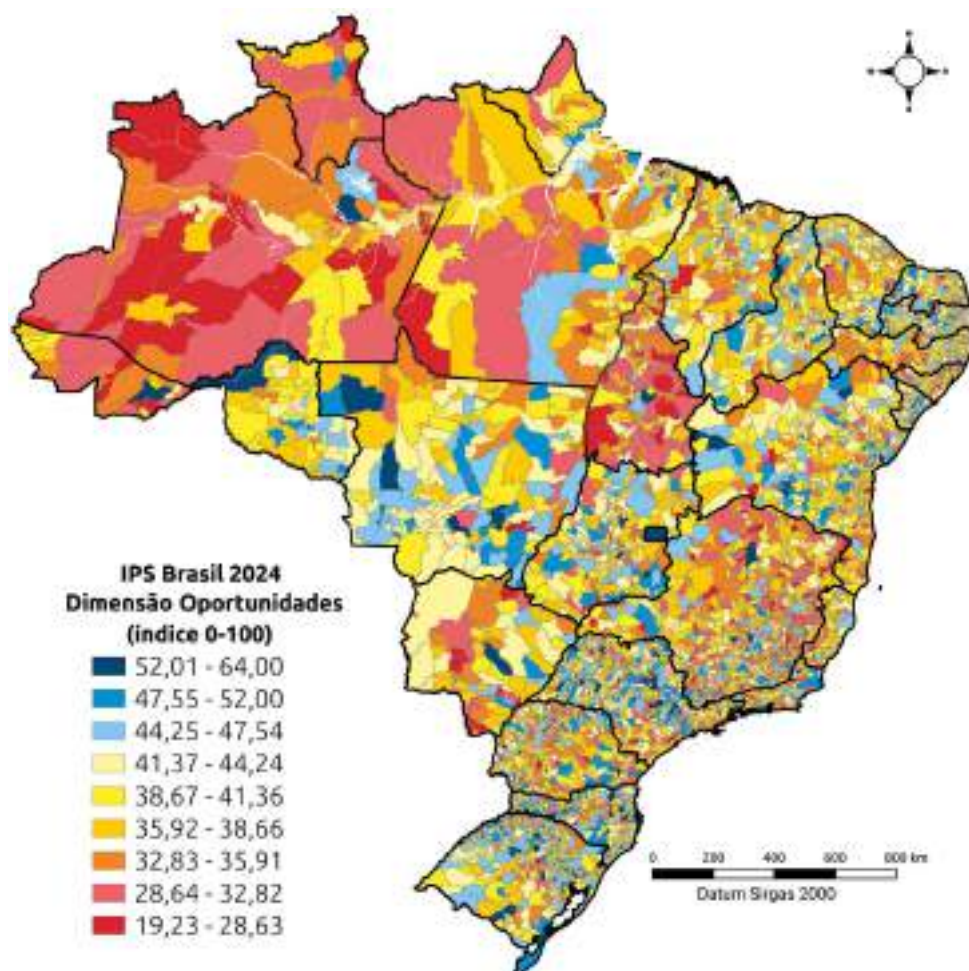 IPS Brasil 2024
Dimensão Oportunidades
(índice 0-100)
52,01 - 64,00
47,55 - 52,00
44,25 - 47,54
41,37 - 44,24
38,67 - 41,36
35,92 - 38,66
32,83 - 35,91
28,64 - 32,82
19,23 - 28,63
0 200 400 600 800 km
Datum Sirgas 2000